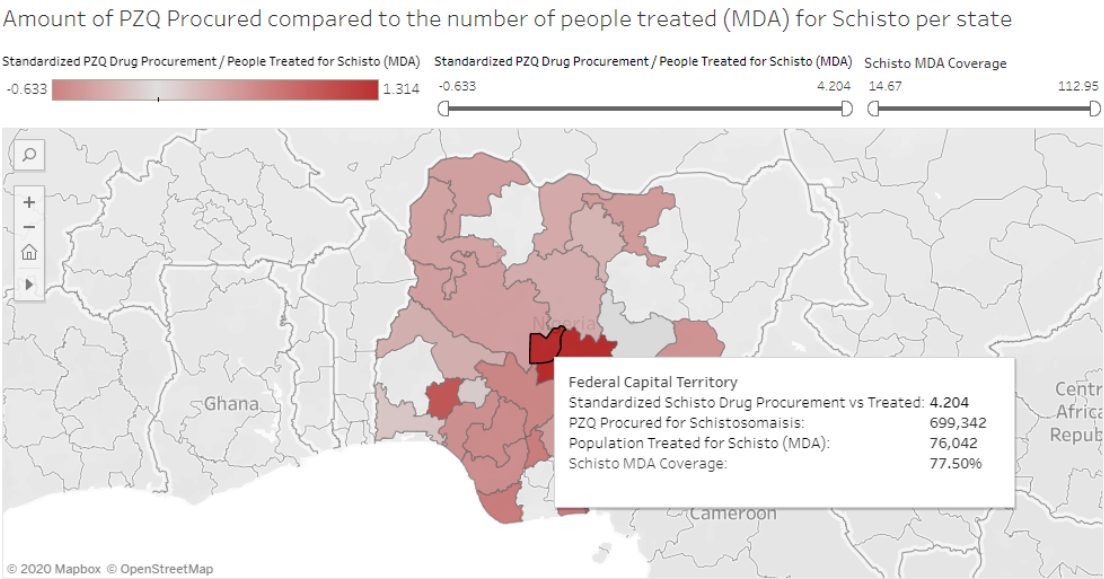 Amount of PZQ Procured compared to the number of people treated (MDA) for Schisto per state
Standardized PZQ Drug Procurement / People Treated for Schisto (MDA)
-0.633
1.314
Standardized PZQ Drug Procurement / People Treated for Schisto (MDA)
-0.633
4.204
Schisto MDA Coverage
14.67
112.95
Nigeria
Federal Capital Territory
Standardized Schisto Drug Procurement vs Treated: 4.204
PZQ Procured for Schistosomaisis: 699,342
Population Treated for Schisto (MDA): 76,042
Schisto MDA Coverage: 77.50%
Ghana
Centr
Africa
Repub
Cameroon
© 2020 Mapbox © OpenStreetMap